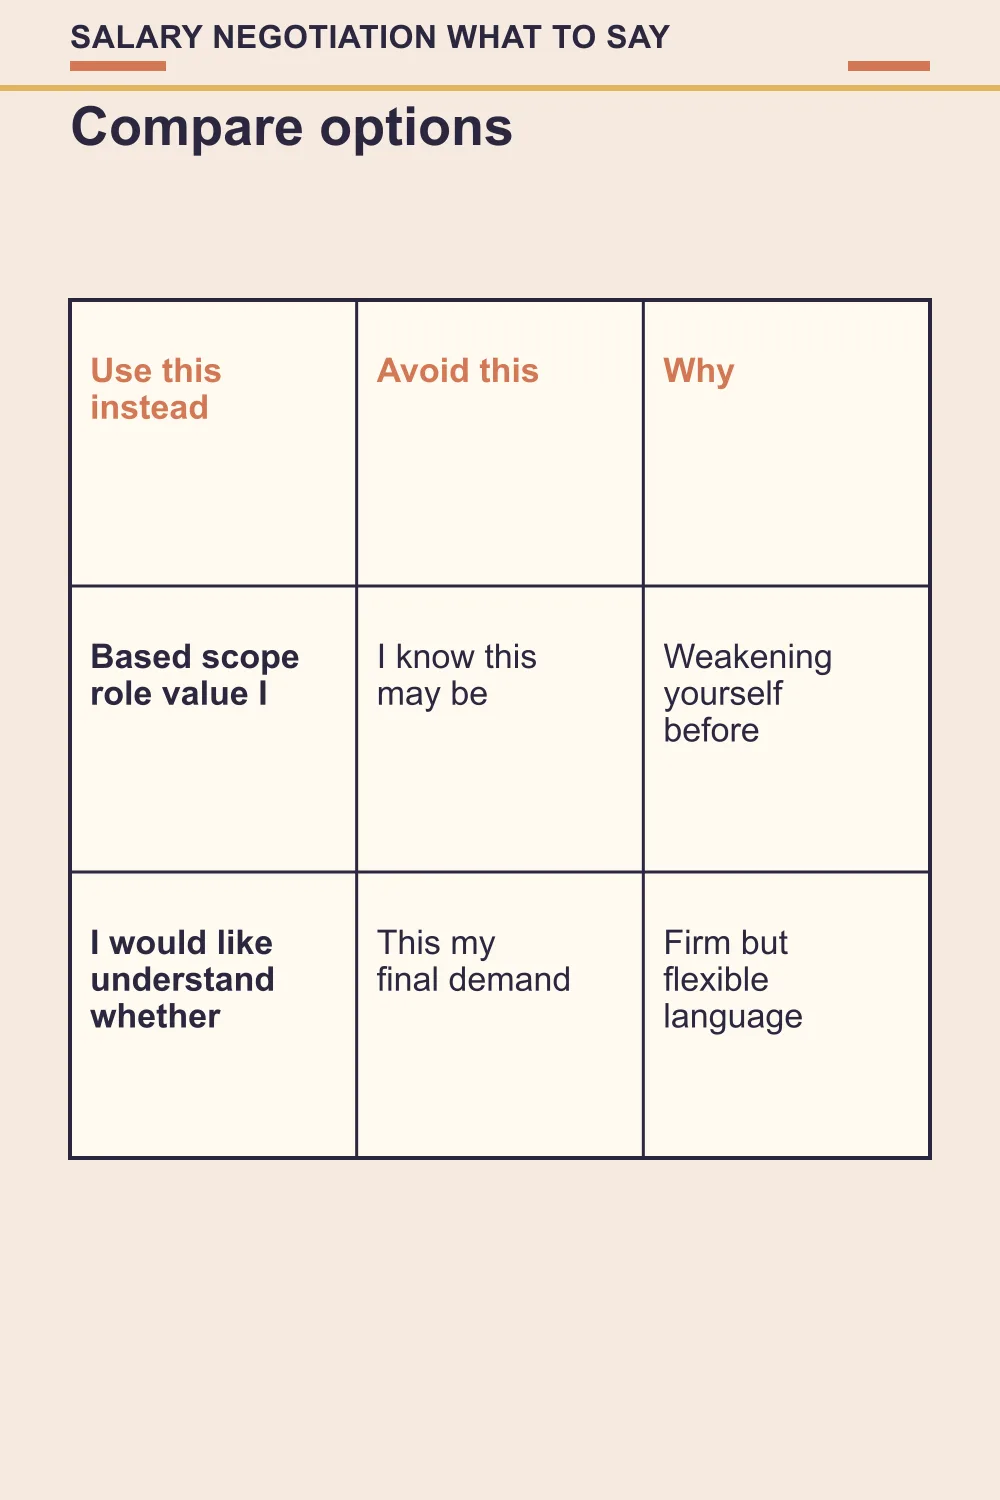 SALARY NEGOTIATION WHAT TO SAY
Compare options
Use this
instead
Avoid this
Why
Based scope
role value I
I know this
may be
Weakening
yourself
before
I would like
understand
whether
This my
final demand
Firm but
flexible
language